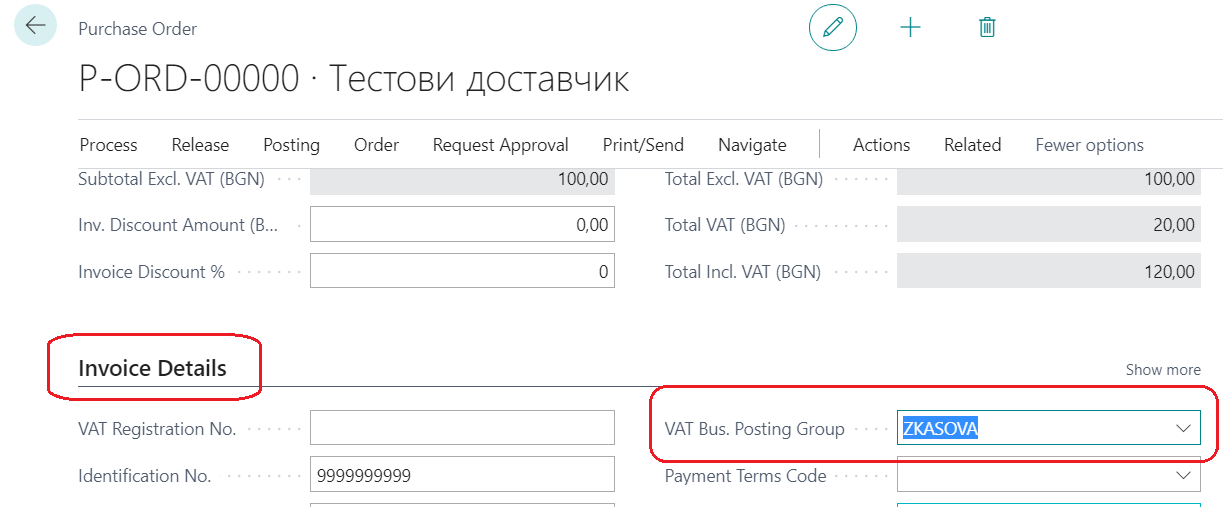 Purchase Order
P-ORD-00000 · Тестови доставчик
Process Release Posting Order Request Approval Print/Send Navigate Actions Related Fewer options
Subtotal Excl. VAT (BGN) 100,00 Total Excl. VAT (BGN) 100,00
Inv. Discount Amount (B... 0,00 Total VAT (BGN) 20,00
Invoice Discount % 0 Total Incl. VAT (BGN) 120,00
Invoice Details Show more
VAT Registration No. VAT Bus. Posting Group ZKASOVA
Identification No. 9999999999 Payment Terms Code